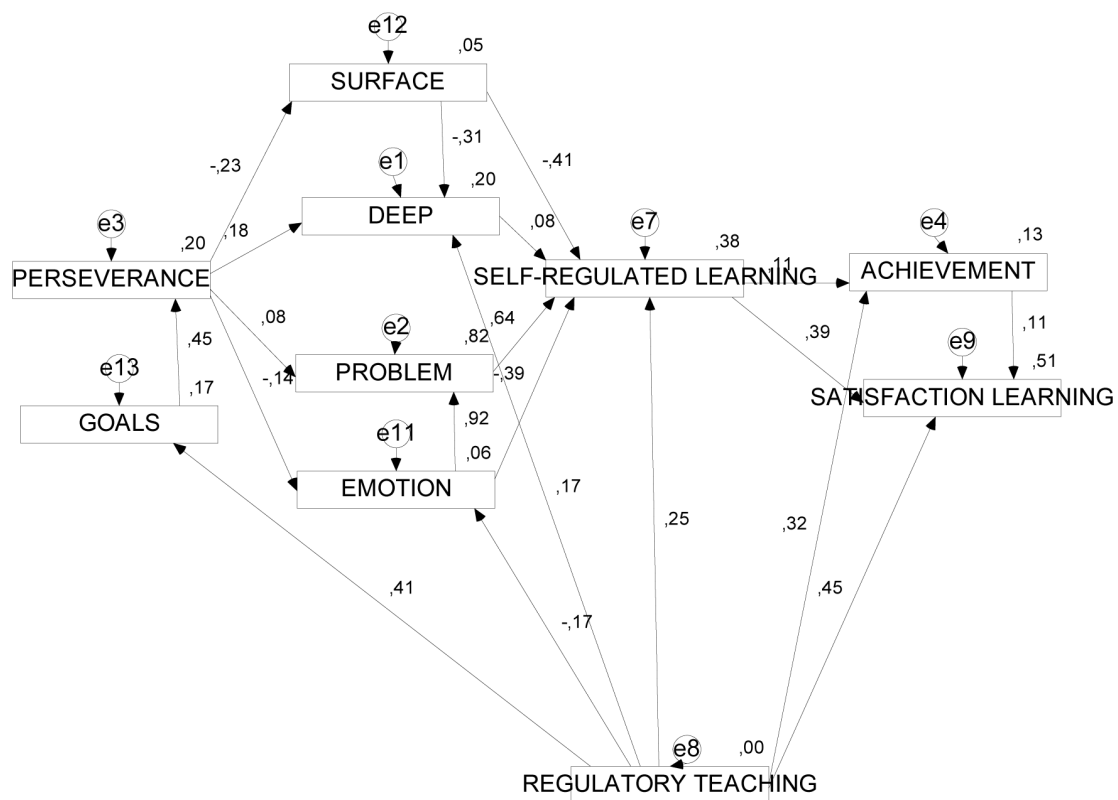 e12
,05
SURFACE
-,23
-,31
-,41
e1
,20
DEEP
,18
,08
e3
,20
PERSEVERANCE
e7
,38
SELF-REGULATED LEARNING
,11
e4
,13
ACHIEVEMENT
,08
e2
,82
,64
PROBLEM
-,39
,45
-,14
,39
,11
e9
,51
SATISFACTION LEARNING
e13
,17
GOALS
,92
e11
,06
EMOTION
,17
,25
,32
,41
-,17
,45
e8
,00
REGULATORY TEACHING